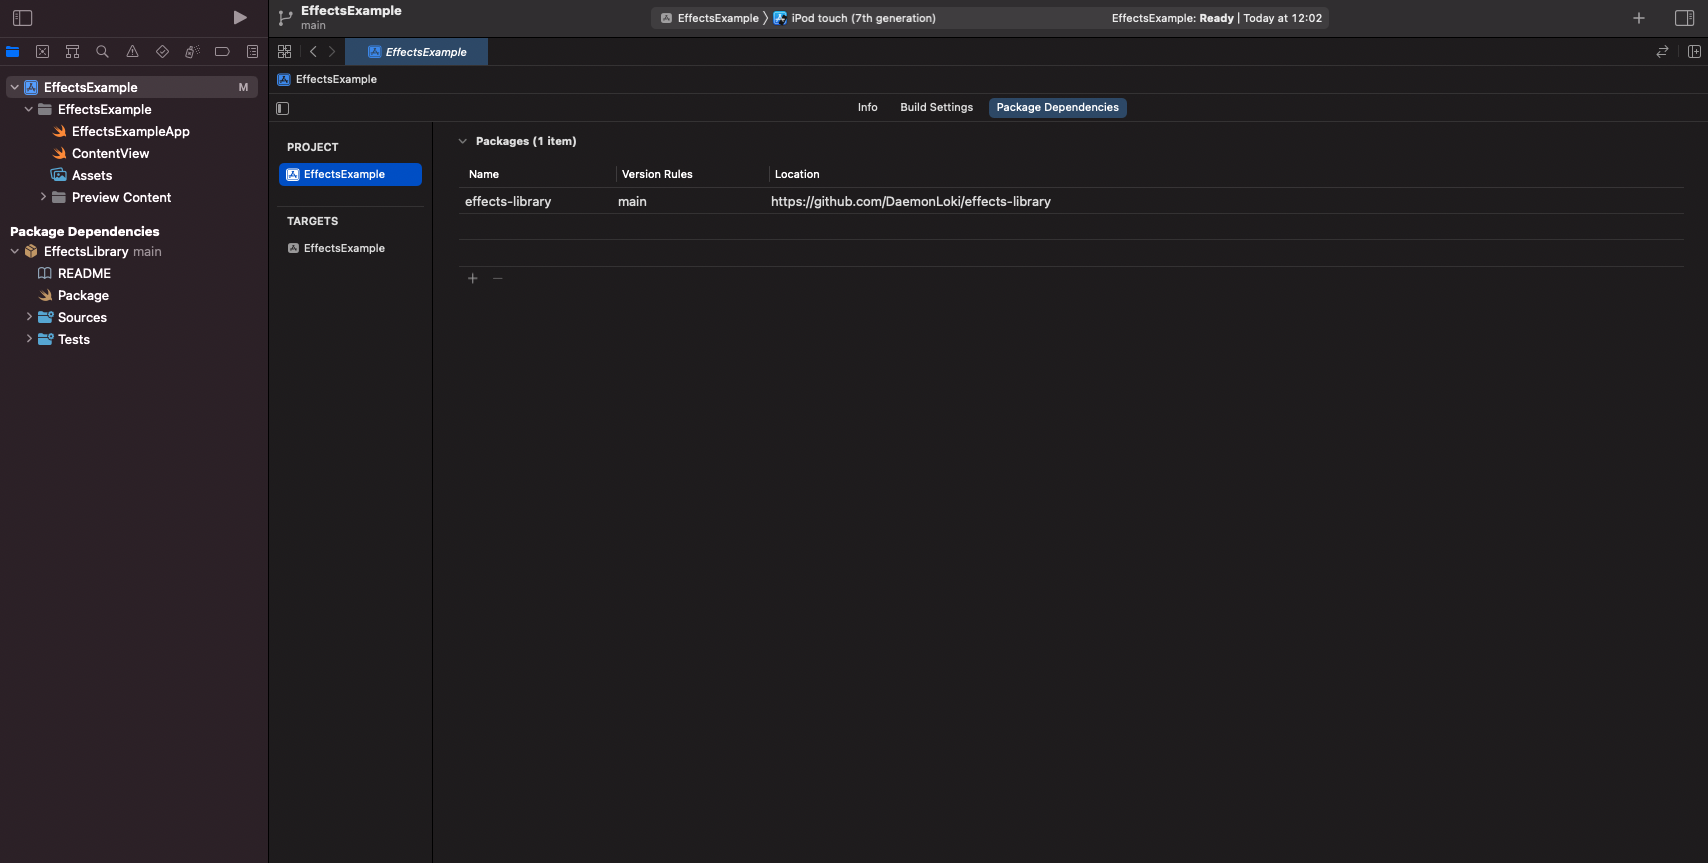 EffectsExample
main
EffectsExample
iPod touch (7th generation)
EffectsExample: Ready | Today at 12:02
EffectsExample
EffectsExample
EffectsExample M
EffectsExample
EffectsExampleApp
ContentView
Assets
Preview Content
Package Dependencies
EffectsLibrary main
README
Package
Sources
Tests
Info Build Settings Package Dependencies
PROJECT
EffectsExample
TARGETS
EffectsExample
Packages (1 item)
Name Version Rules Location
effects-library main https://github.com/DaemonLoki/effects-library